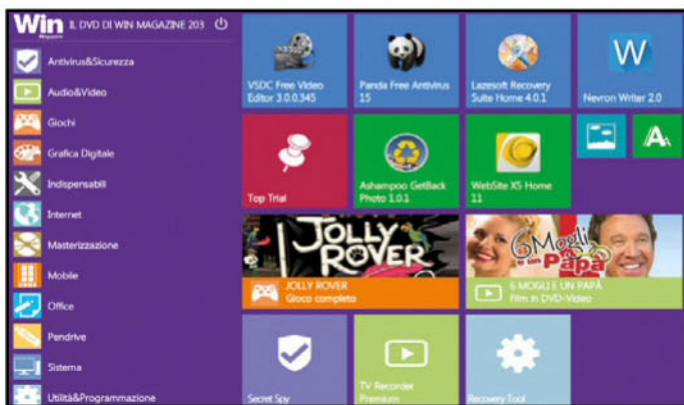 Win
Magazine
IL DVD DI WIN MAGAZINE 203
Antivirus&Sicurezza
Audio&Video
Giochi
Grafica Digitale
Indispensabili
Internet
Masterizzazione
Mobile
Office
Pendrive
Sistema
Utilità&Programmazione
VSDC Free Video
Editor 3.0.0.345
Panda Free Antivirus
15
Lazesoft Recovery
Suite Home 4.0.1
W
Nevron Writer 2.0
Top Trial
Ashampoo GetBack
Photo 1.0.1
WebSite X5 Home
11
AA
JOLLY
ROVER
JOLLY ROVER
Gioco completo
6 Mogli
e un Papà
6 MOGLI E UN PAPÀ
Film in DVD-Video
Secret Spy
TV Recorder
Premium
Recovery Tool